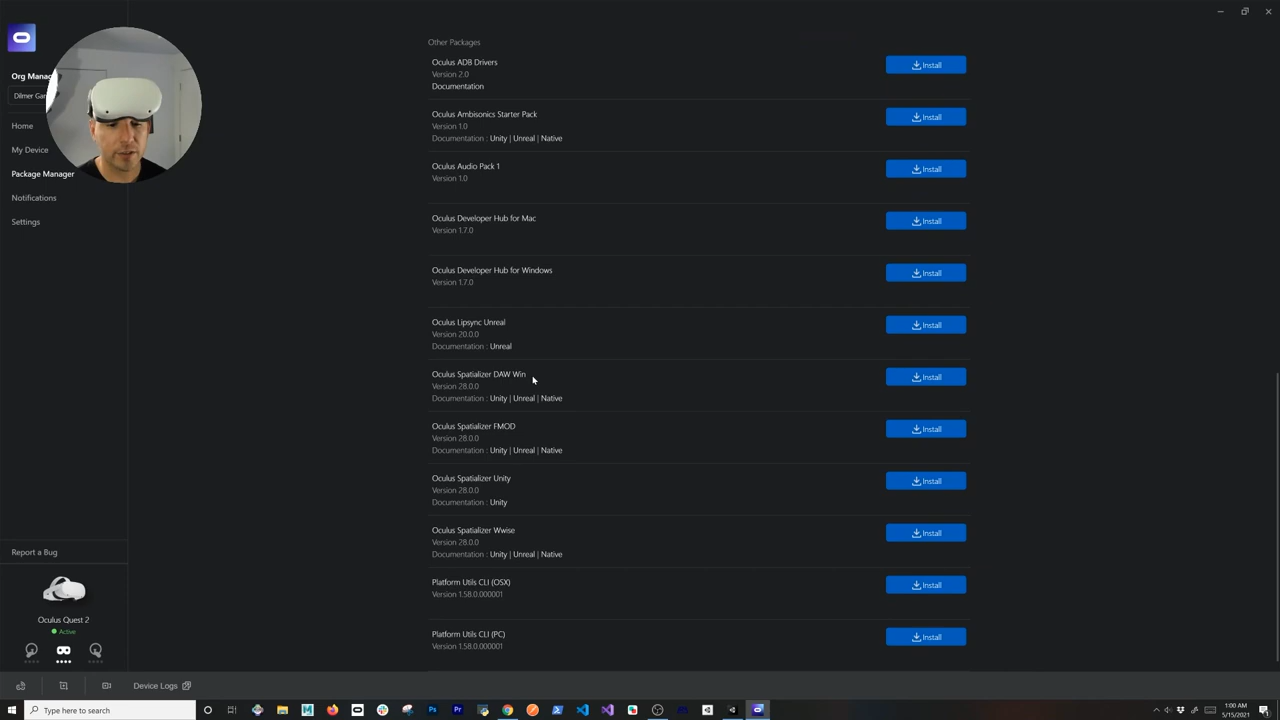 Org Mana
Dilmer Gar
Home
My Device
Package Manager
Notifications
Settings
Other Packages
Oculus ADB Drivers
Version 2.0
Documentation
Install
Oculus Ambisonics Starter Pack
Version 1.0
Documentation : Unity | Unreal | Native
Install
Oculus Audio Pack 1
Version 1.0
Install
Oculus Developer Hub for Mac
Version 1.7.0
Install
Oculus Developer Hub for Windows
Version 1.7.0
Install
Oculus Lipsync Unreal
Version 20.0.0
Documentation : Unreal
Install
Oculus Spatializer DAW Win
Version 28.0.0
Documentation : Unity | Unreal | Native
Install
Oculus Spatializer FMOD
Version 28.0.0
Documentation : Unity | Unreal | Native
Install
Oculus Spatializer Unity
Version 28.0.0
Documentation : Unity
Install
Oculus Spatializer Wwise
Version 28.0.0
Documentation : Unity | Unreal | Native
Install
Platform Utils CLI (OSX)
Version 1.58.0.000001
Install
Platform Utils CLI (PC)
Version 1.58.0.000001
Install
Report a Bug
Oculus Quest 2
Active
Device Logs
Type here to search
1:00 AM
5/15/2021